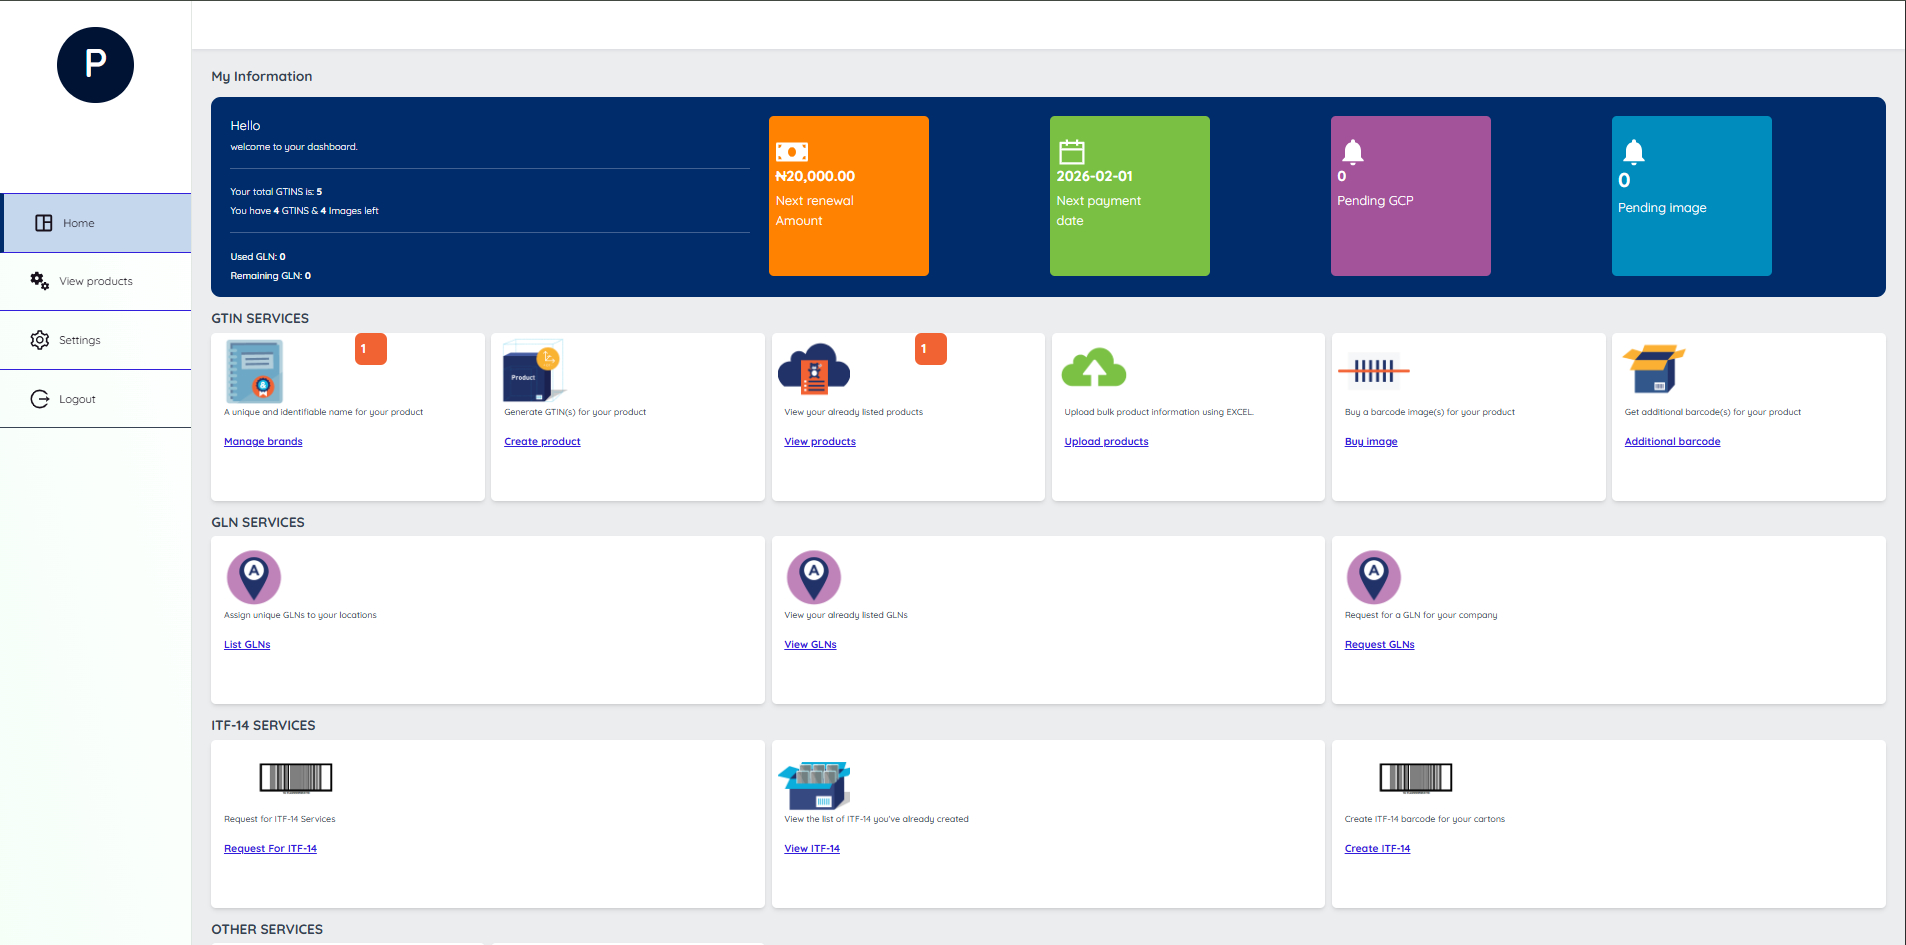 P
Home
View products
Settings
Logout
My Information
Hello
welcome to your dashboard.
Your total GTINS is: 5
You have 4 GTINS & 4 Images left
Used GLN: 0
Remaining GLN: 0
₦20,000.00
Next renewal
Amount
2026-02-01
Next payment
date
0
Pending GCP
0
Pending image
GTIN SERVICES
1
A unique and identifiable name for your product
Manage brands
Product
Generate GTIN(s) for your product
Create product
1
View your already listed products
View products
Upload bulk product information using EXCEL.
Upload products
Buy a barcode image(s) for your product
Buy image
Get additional barcode(s) for your product
Additional barcode
GLN SERVICES
A
Assign unique GLNs to your locations
List GLNs
A
View your already listed GLNs
View GLNs
A
Request for a GLN for your company
Request GLNs
ITF-14 SERVICES
Request for ITF-14 Services
Request For ITF-14
View the list of ITF-14 you've already created
View ITF-14
Create ITF-14 barcode for your cartons
Create ITF-14
OTHER SERVICES